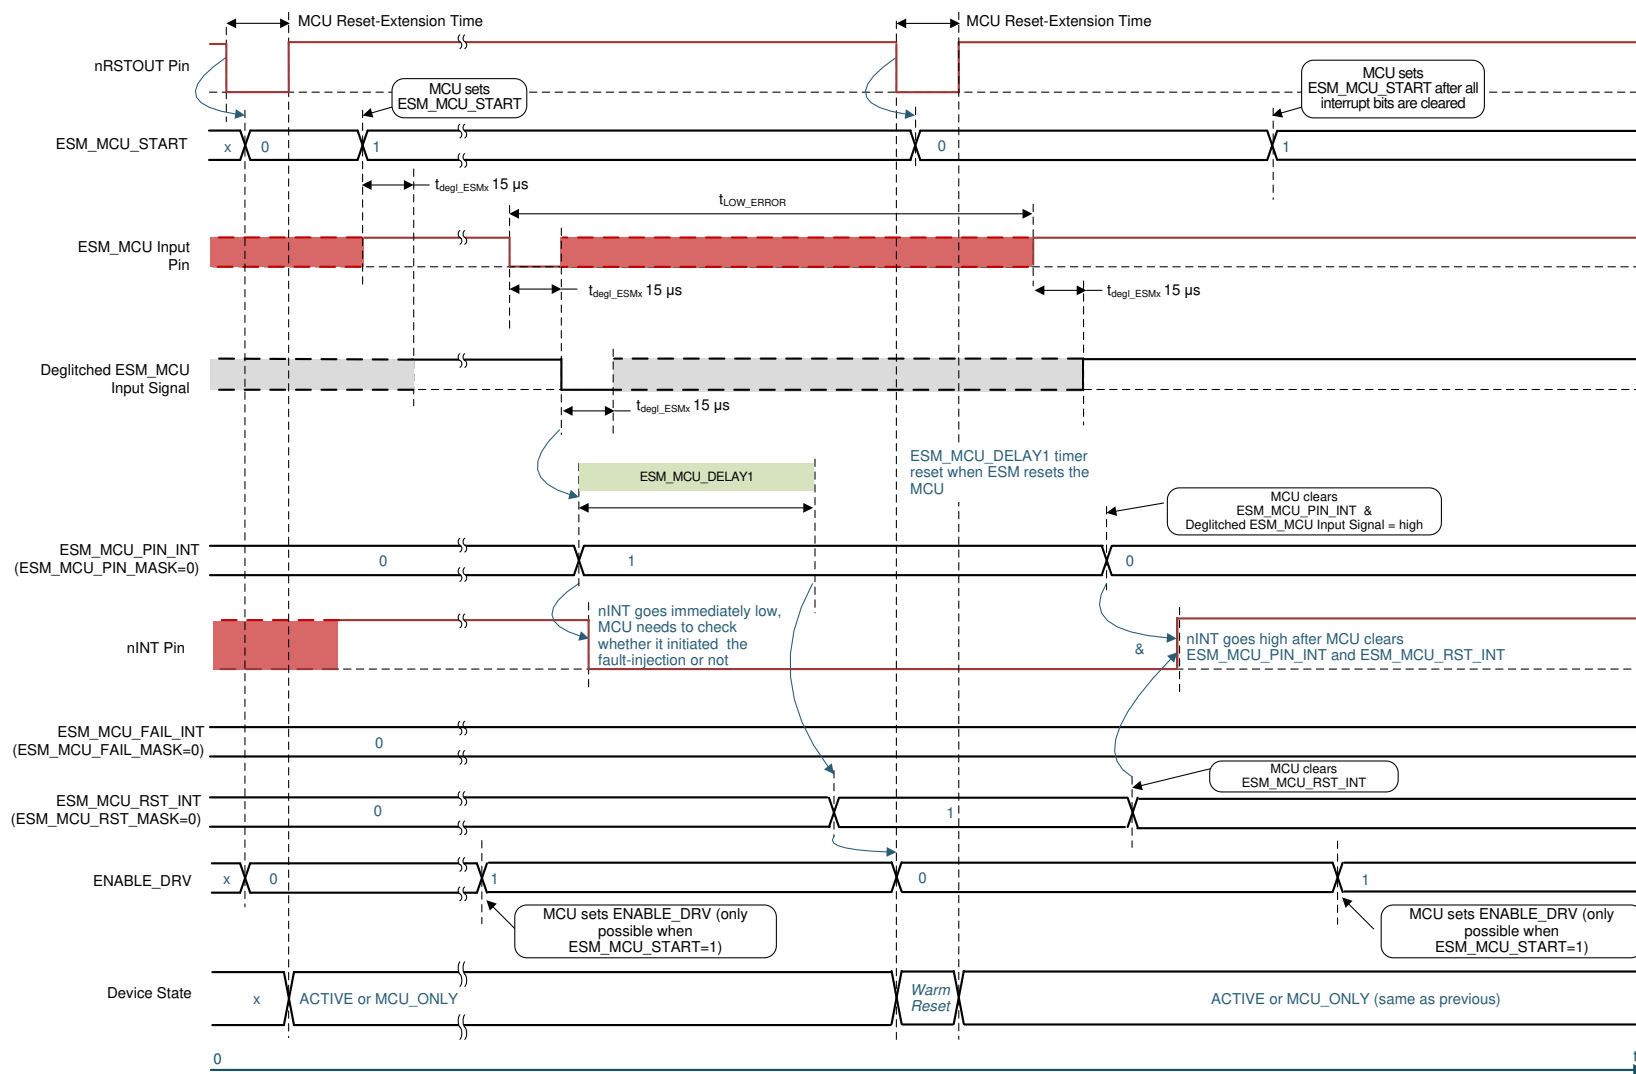 MCU Reset-Extension Time
MCU Reset-Extension Time
nRSTOUT Pin
MCU sets
ESM_MCU_START
MCU sets
ESM_MCU_START after all
interrupt bits are cleared
ESM_MCU_START
x
0
1
0
1
tdegl_ESMx 15 µs
tLOW_ERROR
ESM_MCU Input
Pin
tdegl_ESMx 15 µs
tdegl_ESMx 15 µs
Deglitched ESM_MCU
Input Signal
tdegl_ESMx 15 µs
ESM_MCU_DELAY1
ESM_MCU_DELAY1 timer
reset when ESM resets the
MCU
MCU clears
ESM_MCU_PIN_INT &
Deglitched ESM_MCU Input Signal = high
ESM_MCU_PIN_INT
(ESM_MCU_PIN_MASK=0)
0
1
0
nINT Pin
nINT goes immediately low,
MCU needs to check
whether it initiated the
fault-injection or not
&
nINT goes high after MCU clears
ESM_MCU_PIN_INT and ESM_MCU_RST_INT
ESM_MCU_FAIL_INT
(ESM_MCU_FAIL_MASK=0)
0
MCU clears
ESM_MCU_RST_INT
ESM_MCU_RST_INT
(ESM_MCU_RST_MASK=0)
0
1
ENABLE_DRV
x
0
1
0
1
MCU sets ENABLE_DRV (only
possible when
ESM_MCU_START=1)
MCU sets ENABLE_DRV (only
possible when
ESM_MCU_START=1)
Device State
x
ACTIVE or MCU_ONLY
Warm
Reset
ACTIVE or MCU_ONLY (same as previous)
0
t